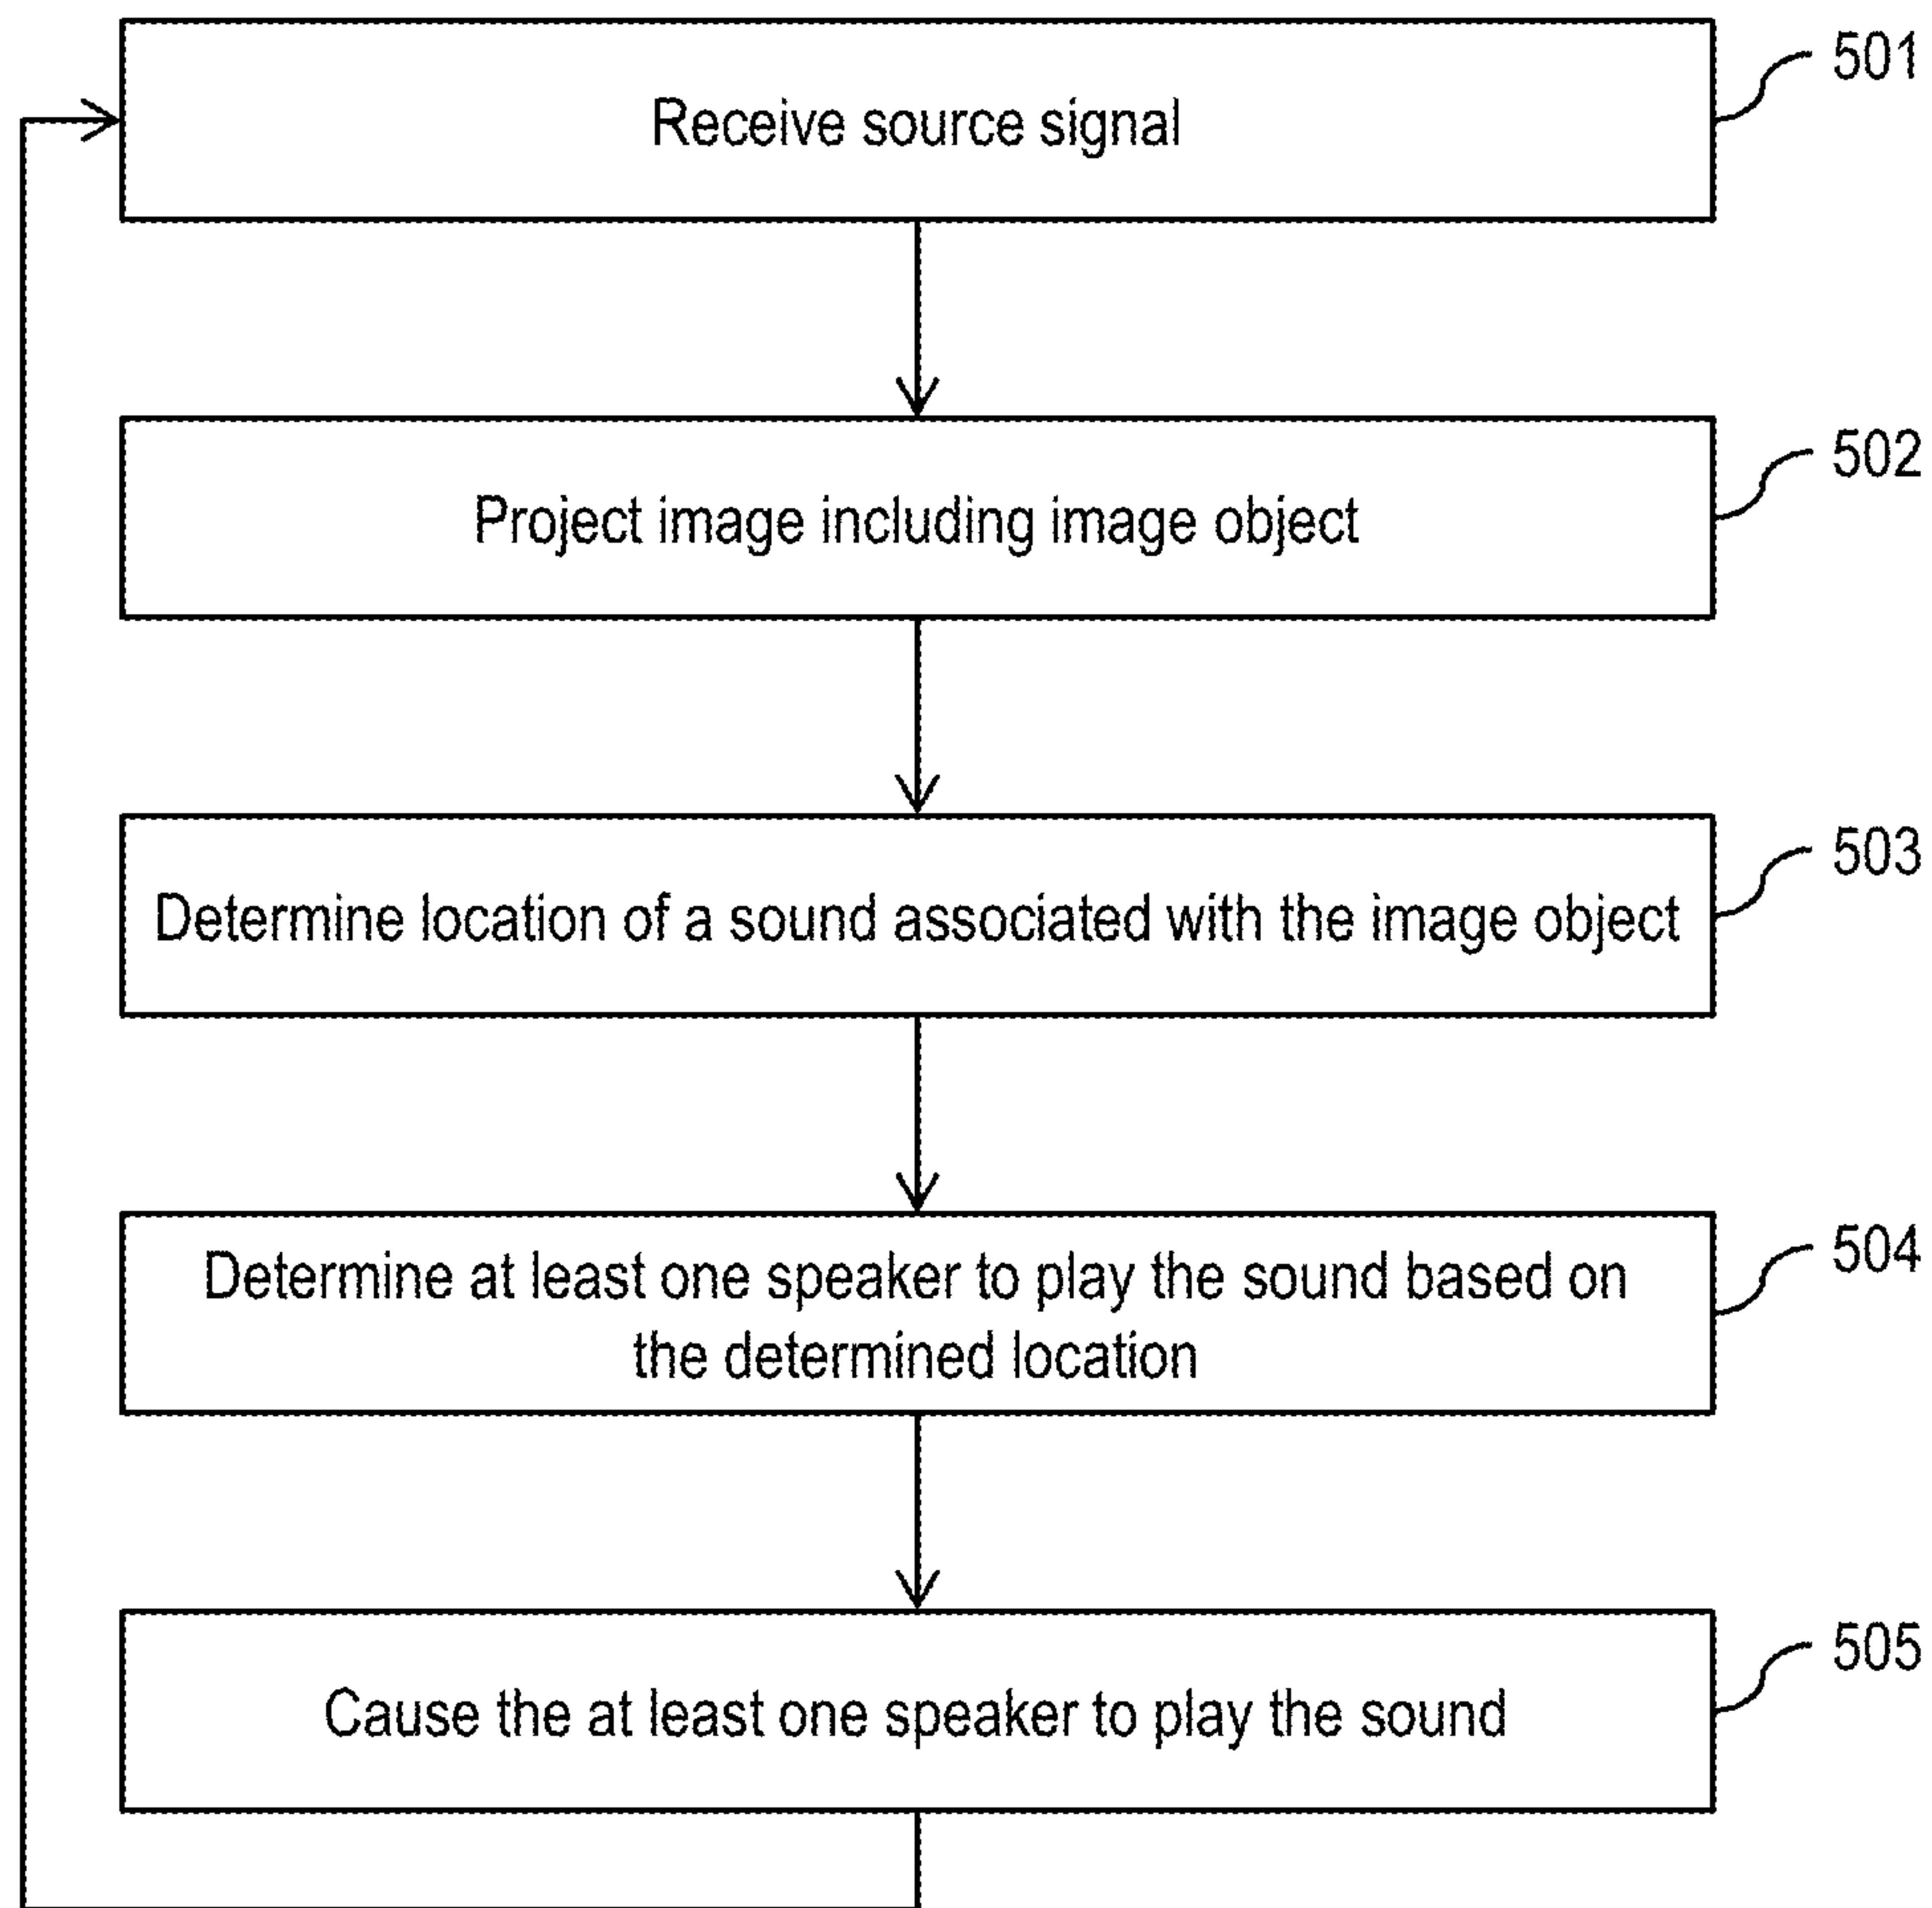 501
Receive source signal
502
Project image including image object
503
Determine location of a sound associated with the image object
504
Determine at least one speaker to play the sound based on
the determined location
505
Cause the at least one speaker to play the sound